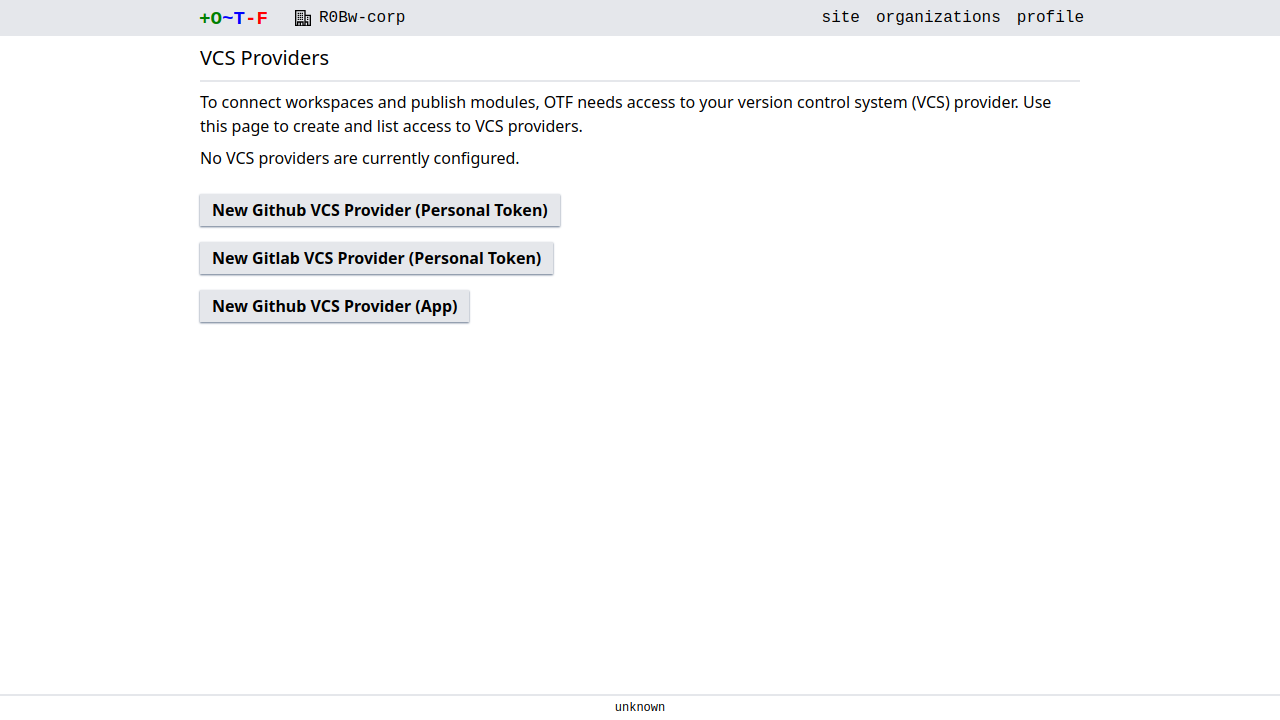 +O~T-F R0Bw-corp site organizations profile
VCS Providers
To connect workspaces and publish modules, OTF needs access to your version control system (VCS) provider. Use
this page to create and list access to VCS providers.
No VCS providers are currently configured.
New Github VCS Provider (Personal Token)
New Gitlab VCS Provider (Personal Token)
New Github VCS Provider (App)
unknown